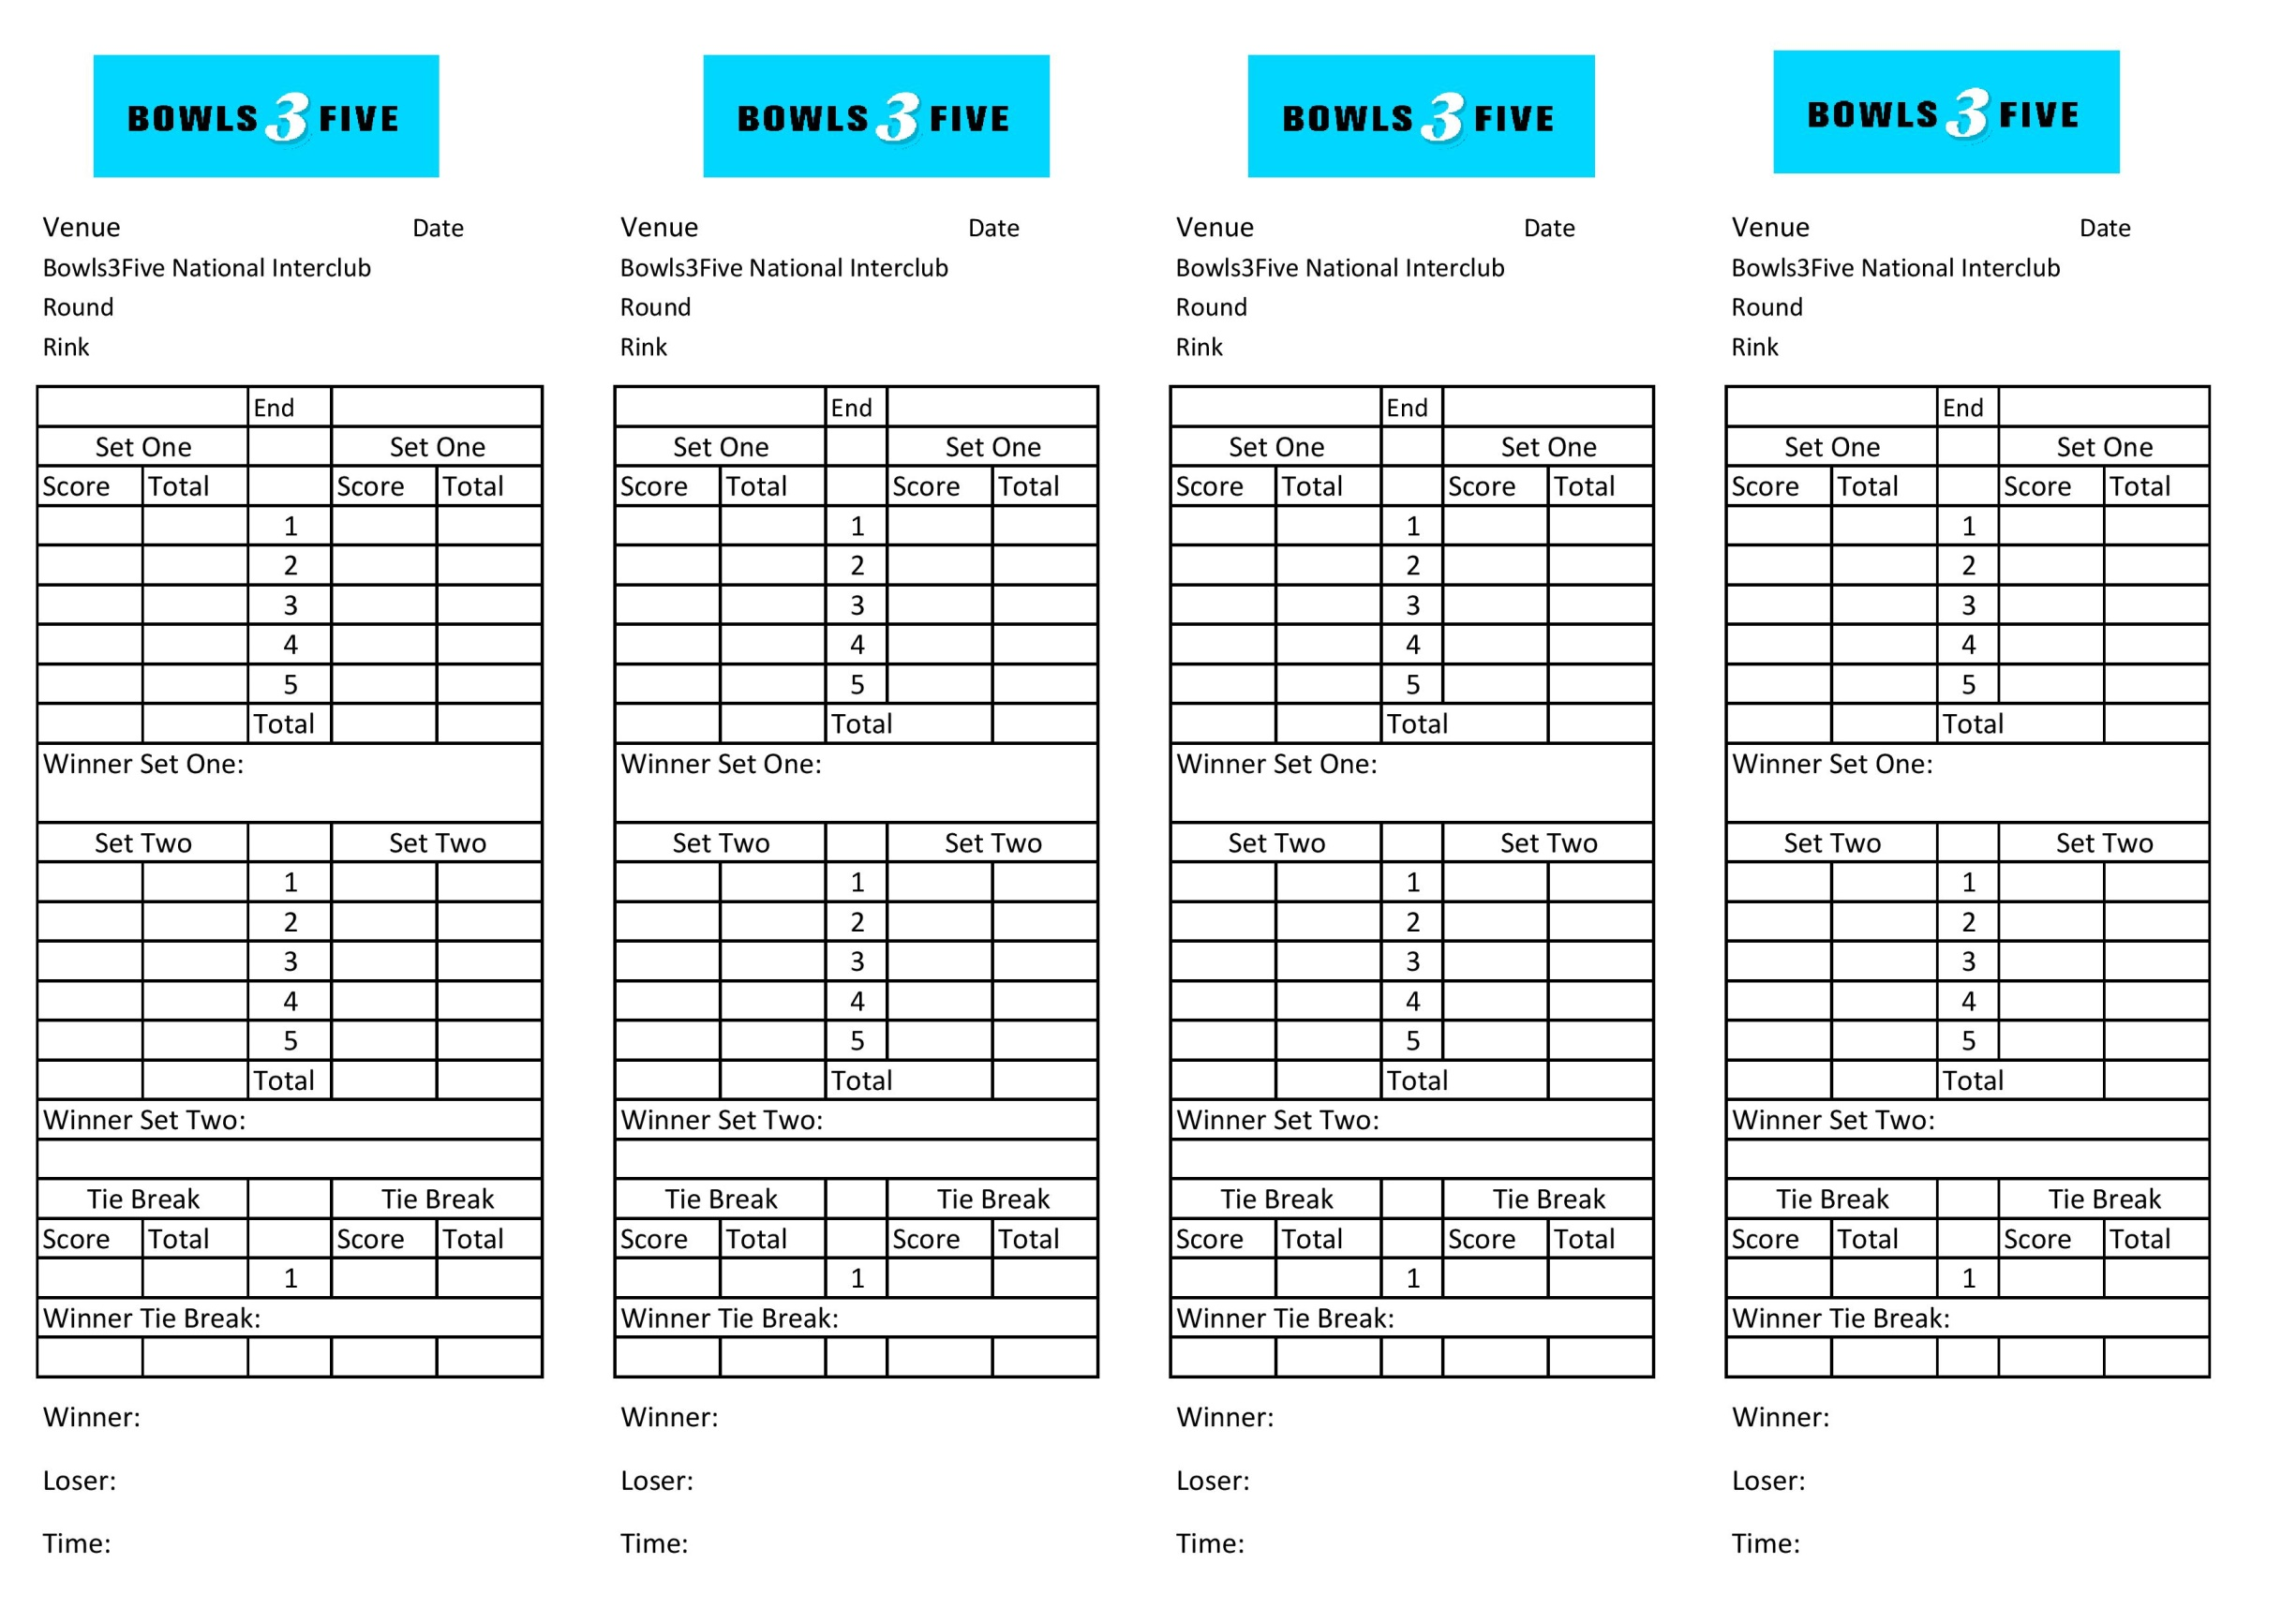 BOWLS 3 FIVE
Venue Date
Bowls3Five National Interclub
Round
Rink
End
Set One Set One
Score Total Score Total
1
2
3
4
5
Total
Winner Set One:
Set Two Set Two
1
2
3
4
5
Total
Winner Set Two:
Tie Break Tie Break
Score Total Score Total
1
Winner Tie Break:
Winner:
Loser:
Time:
BOWLS 3 FIVE
Venue Date
Bowls3Five National Interclub
Round
Rink
End
Set One Set One
Score Total Score Total
1
2
3
4
5
Total
Winner Set One:
Set Two Set Two
1
2
3
4
5
Total
Winner Set Two:
Tie Break Tie Break
Score Total Score Total
1
Winner Tie Break:
Winner:
Loser:
Time:
BOWLS 3 FIVE
Venue Date
Bowls3Five National Interclub
Round
Rink
End
Set One Set One
Score Total Score Total
1
2
3
4
5
Total
Winner Set One:
Set Two Set Two
1
2
3
4
5
Total
Winner Set Two:
Tie Break Tie Break
Score Total Score Total
1
Winner Tie Break:
Winner:
Loser:
Time:
BOWLS 3 FIVE
Venue Date
Bowls3Five National Interclub
Round
Rink
End
Set One Set One
Score Total Score Total
1
2
3
4
5
Total
Winner Set One:
Set Two Set Two
1
2
3
4
5
Total
Winner Set Two:
Tie Break Tie Break
Score Total Score Total
1
Winner Tie Break:
Winner:
Loser:
Time: